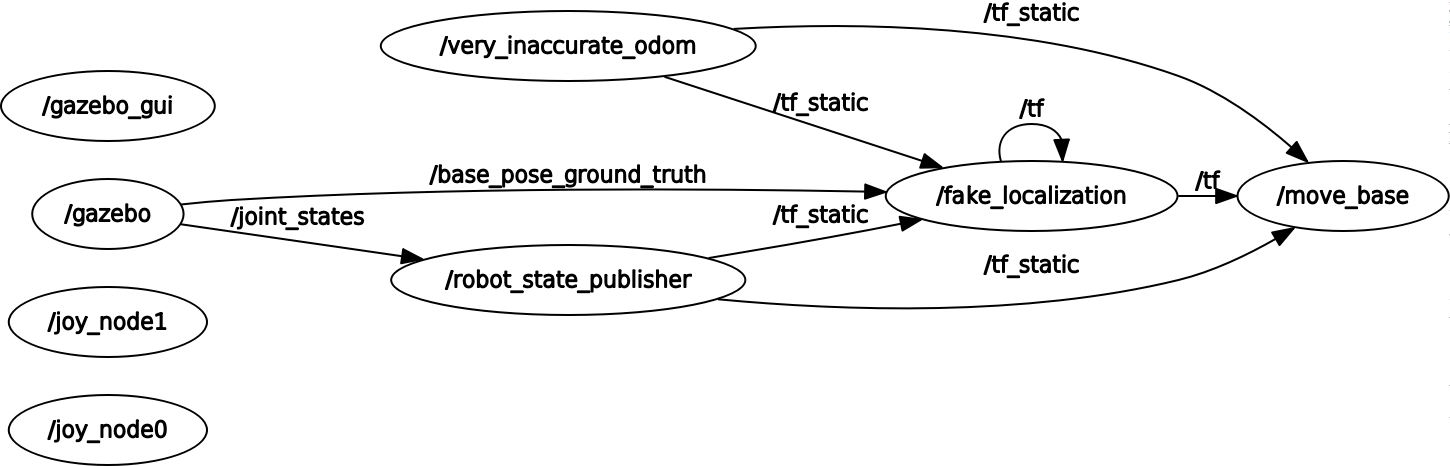 /tf_static
/very_inaccurate_odom
/gazebo_gui
/tf_static
/tf
/base_pose_ground_truth
/tf
/fake_localization
/move_base
/gazebo
/joint_states
/tf_static
/tf_static
/robot_state_publisher
/joy_node1
/joy_node0